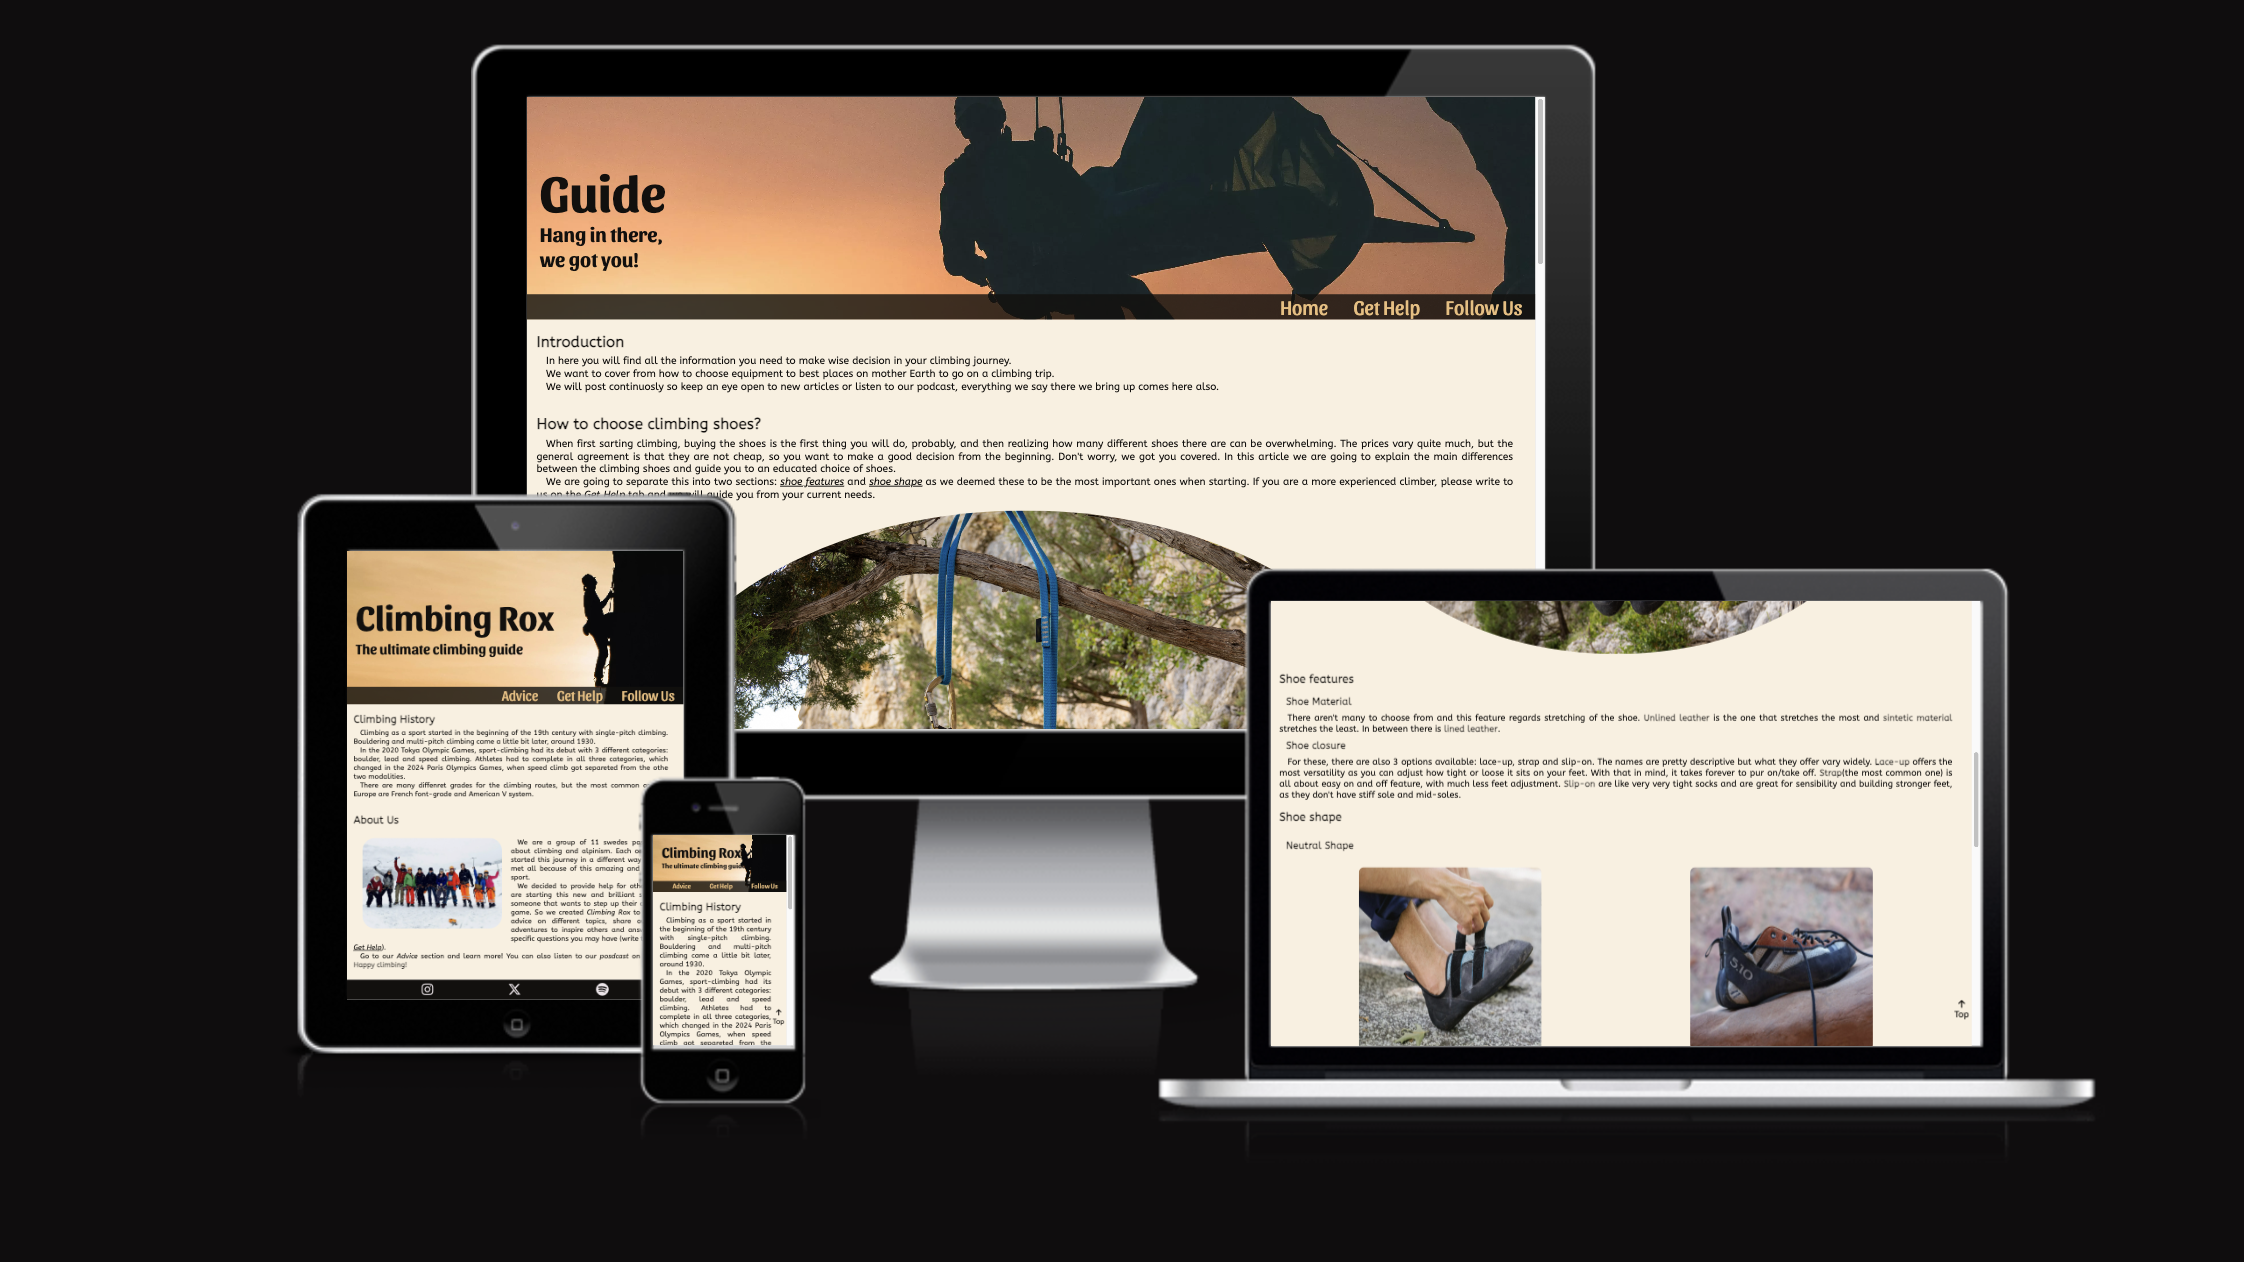 Guide
Hang in there,
we got you!
Home Get Help Follow Us
Introduction
In here you will find all the information you need to make wise decision in your climbing journey.
We want to cover from how to choose equipment to best places on mother Earth to go on a climbing trip.
We will post continuosly so keep an eye open to new articles or listen to our podcast, everything we say there we bring up comes here also.
How to choose climbing shoes?
When first sarting climbing, buying the shoes is the first thing you will do, probably, and then realizing how many different shoes there are can be overwhelming. The prices vary quite much, but the
general agreement is that they are not cheap, so you want to make a good decision from the beginning. Don't worry, we got you covered. In this article we are going to explain the main differences
between the climbing shoes and guide you to an educated choice of shoes.
We are going to separate this into two sections: shoe features and shoe shape as we deemed these to be the most important ones when starting. If you are a more experienced climber, please write to
us on the Get Help tab and we will guide you from your current needs.
Climbing Rox
The ultimate climbing guide
Advice Get Help Follow Us
Climbing History
Climbing as a sport started in the beginning of the 19th century with single-pitch climbing.
Bouldering and multi-pitch climbing came a little bit later, around 1930.
In the 2020 Tokya Olympic Games, sport-climbing had its debut with 3 different categories:
boulder, lead and speed climbing. Athletes had to complete in all three categories, which
changed in the 2024 Paris Olympics Games, when speed climb got separeted from the othe
two modalities.
There are many differret grades for the climbing routes, but the most common
Europe are French font-grade and American V system.
About Us
We are a group of 11 swedes pa
about climbing and alpinism. Each
started this journey in a different way
met all because of this amazing and
sport.
We decided to provide help for oth
are starting this new and brilliant
someone that wants to step up their
game. So we created Climbing Rox to
advice on different topics, share
adventures to inspire others and ans
specific questions you may have (write
Get Help).
Go to our Advice section and learn more! You can also listen to our posdcast on
Happy climbing!
Climbing Rox
The ultimate climbing guid
Advice Get Help Follow Us
Climbing History
Climbing as a sport started in
the beginning of the 19th century
with single-pitch climbing.
Bouldering and multi-pitch
climbing came a little bit later,
around 1930.
In the 2020 Tokya Olympic
Games, sport-climbing had its
debut with 3 different categories:
boulder, lead and speed
climbing. Athletes had to
complete in all three categories,
which changed in the 2024 Paris
Olympics Games, when speed
climb got separeted from the
↑
Top
Shoe features
Shoe Material
There aren't many to choose from and this feature regards stretching of the shoe. Unlined leather is the one that stretches the most and sintetic material
stretches the least. In between there is lined leather.
Shoe closure
For these, there are also 3 options available: lace-up, strap and slip-on. The names are pretty descriptive but what they offer vary widely. Lace-up offers the
most versatility as you can adjust how tight or loose it sits on your feet. With that in mind, it takes forever to pur on/take off. Strap(the most common one) is
all about easy on and off feature, with much less feet adjustment. Slip-on are like very very tight socks and are great for sensibility and building stronger feet,
as they don't have stiff sole and mid-soles.
Shoe shape
Neutral Shape
5.10
↑
Top